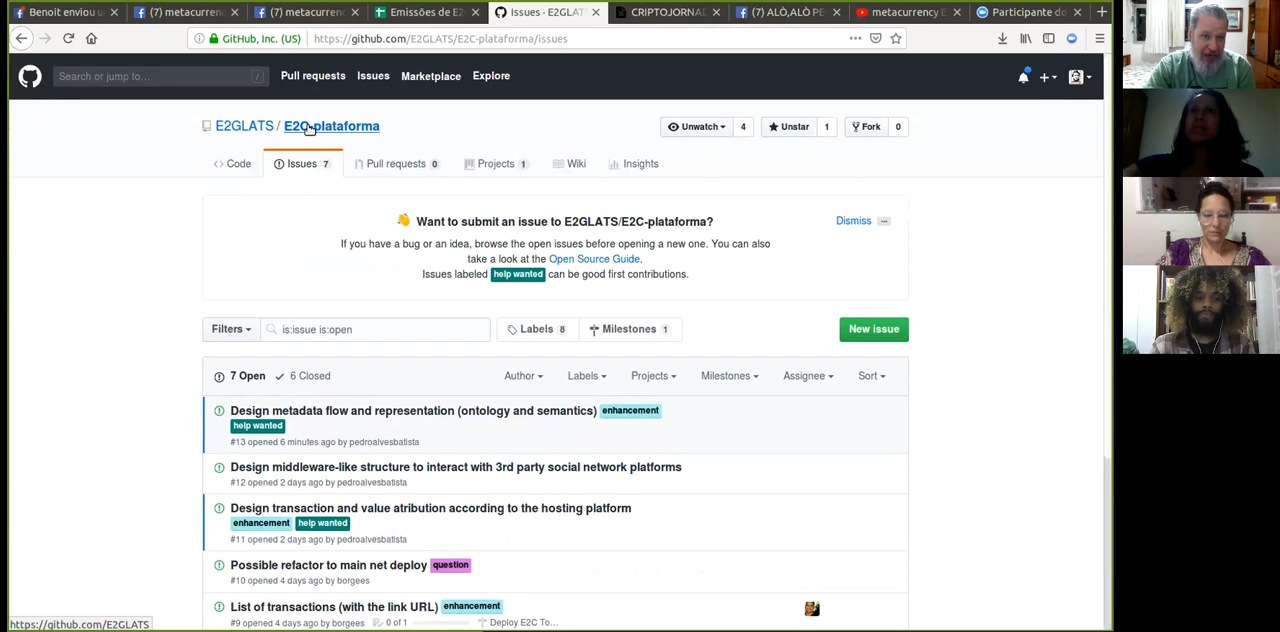 Benoit enviou u
(7) metacurren
(7) metacurren
Emissões de E2
Issues · E2GLAT
CRIPTOJORNA
(7) ALÒ,ALÒ PE
metacurrency E
Participante do
GitHub, Inc. (US) https://github.com/E2GLATS/E2C-plataforma/issues
Search or jump to... / Pull requests Issues Marketplace Explore
E2GLATS / E2C-plataforma Unwatch 4 Unstar 1 Fork 0
Code Issues 7 Pull requests 0 Projects 1 Wiki Insights
Want to submit an issue to E2GLATS/E2C-plataforma? Dismiss
If you have a bug or an idea, browse the open issues before opening a new one. You can also
take a look at the Open Source Guide.
Issues labeled help wanted can be good first contributions.
Filters is:issue is:open Labels 8 Milestones 1 New issue
7 Open 6 Closed Author Labels Projects Milestones Assignee Sort
Design metadata flow and representation (ontology and semantics) enhancement
help wanted
#13 opened 6 minutes ago by pedroalvesbatista
Design middleware-like structure to interact with 3rd party social network platforms
#12 opened 2 days ago by pedroalvesbatista
Design transaction and value atribution according to the hosting platform
enhancement help wanted
#11 opened 2 days ago by pedroalvesbatista
Possible refactor to main net deploy question
#10 opened 4 days ago by borgees
List of transactions (with the link URL) enhancement
#9 opened 4 days ago by borgees 0 of 1 Deploy E2C To...
https://github.com/E2GLATS